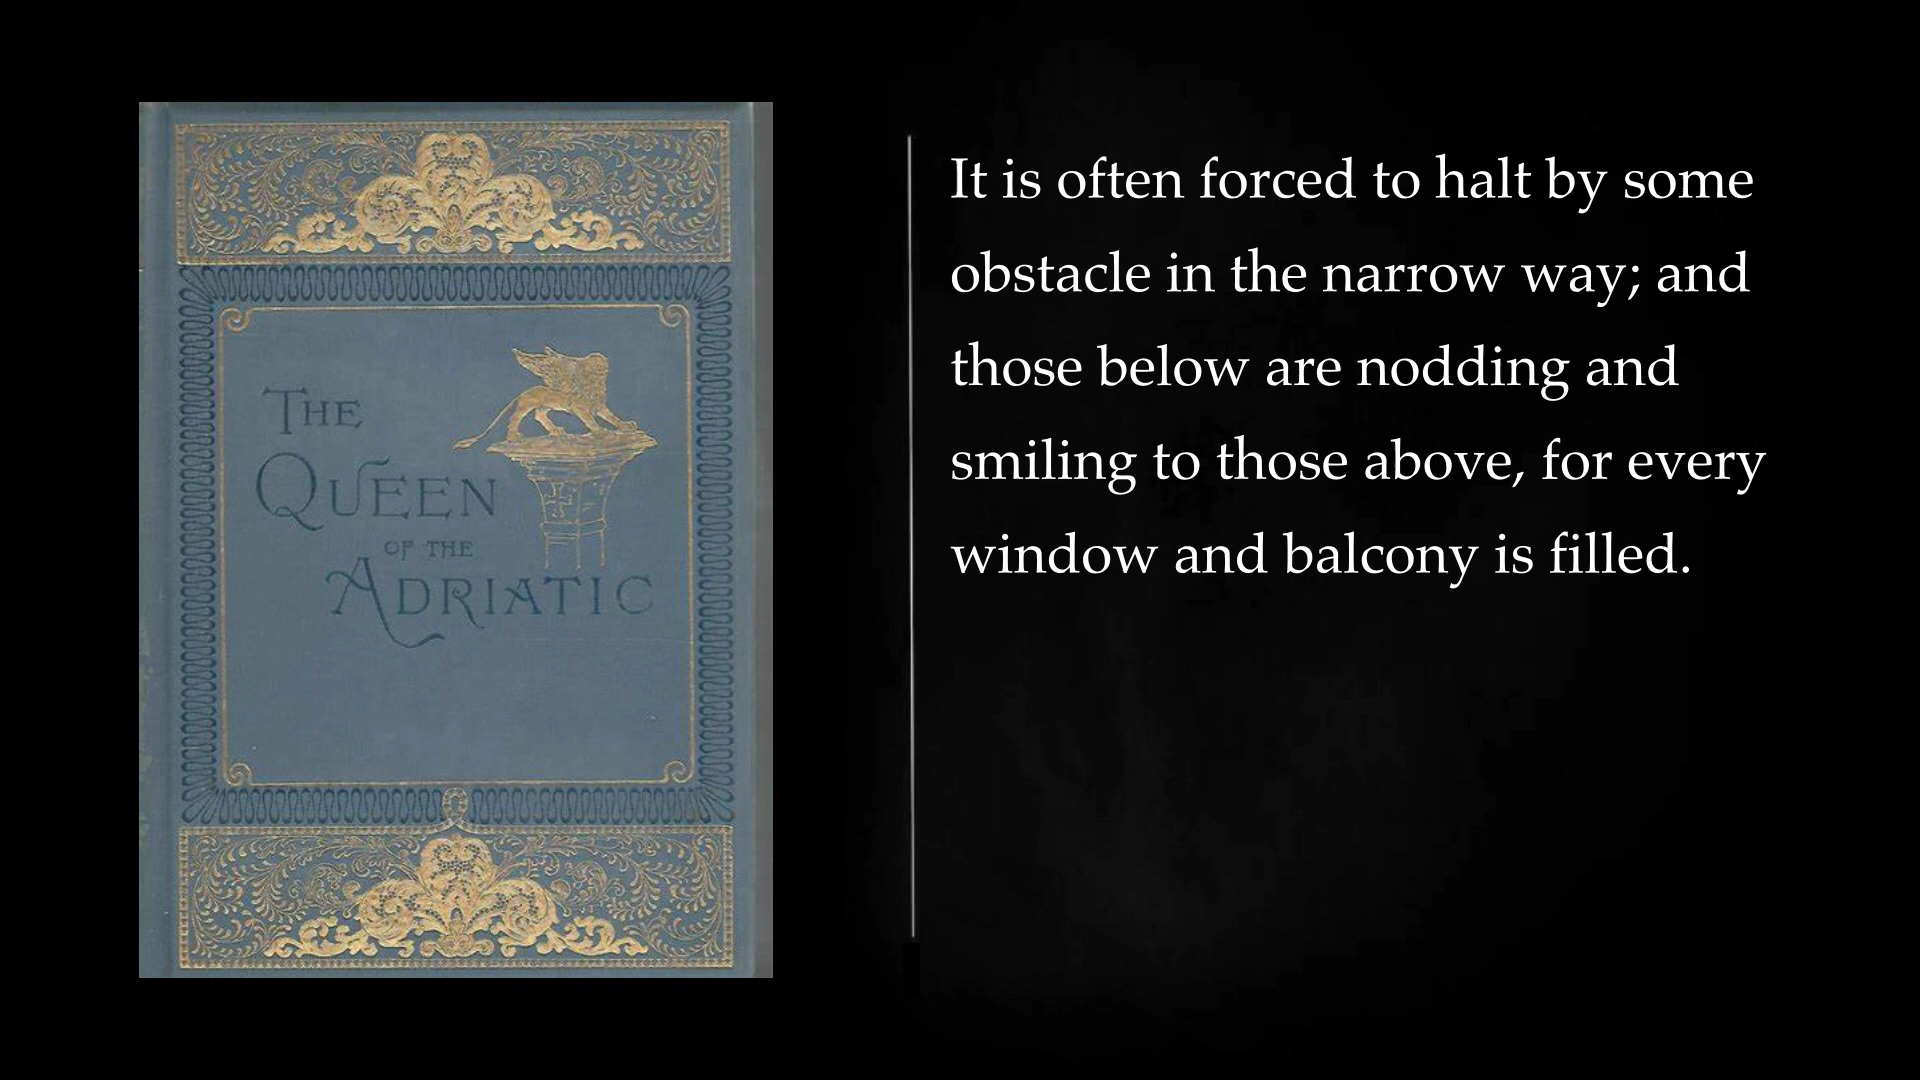 THE
QUEEN
OF THE
ADRIATIC
It is often forced to halt by some
obstacle in the narrow way; and
those below are nodding and
smiling to those above, for every
window and balcony is filled.